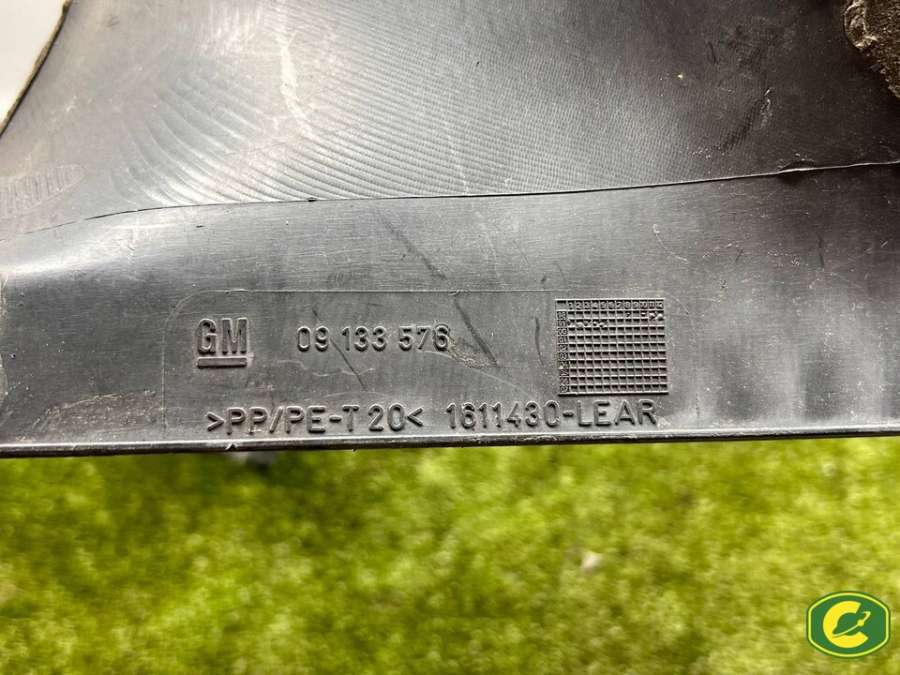 GM 09 133 576
>PP/PE-T 20< 1611430-LEAR
C